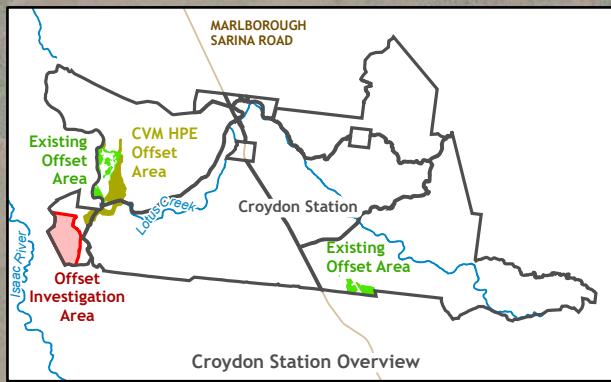 MARLBOROUGH
SARINA ROAD
Existing
Offset
Area
CVM HPE
Offset
Area
Lotus Creek
Croydon Station
Isaac River
Existing
Offset Area
Offset
Investigation
Area
Croydon Station Overview